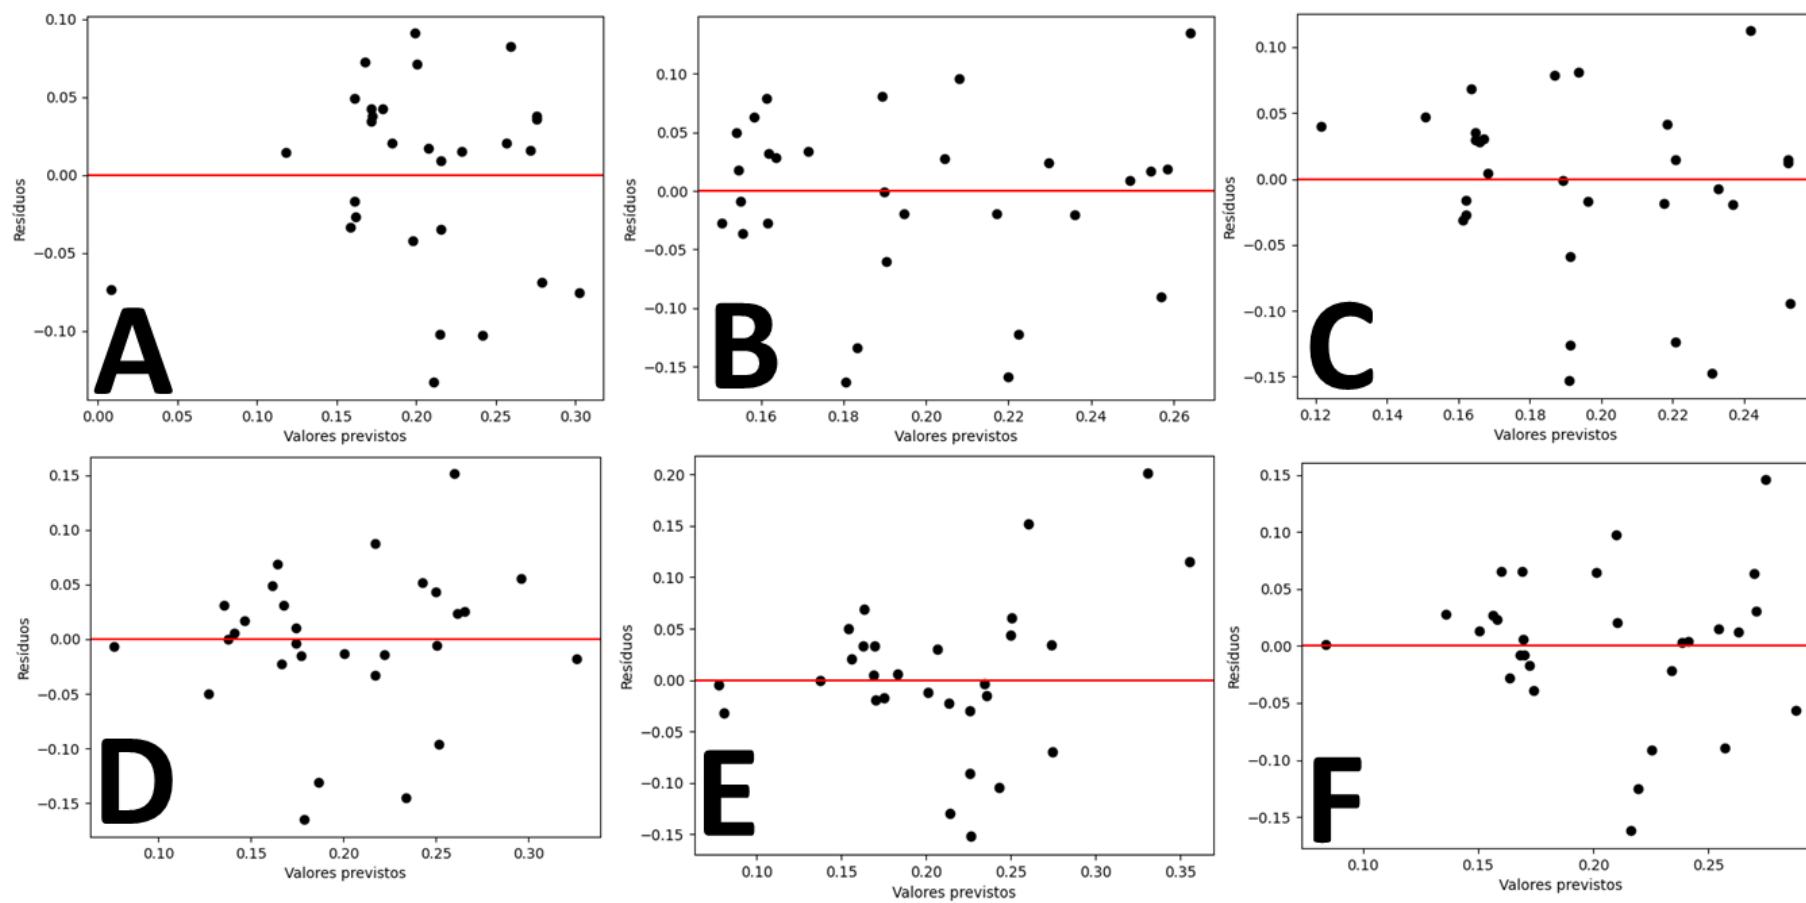 0.10
0.05
0.00
−0.05
−0.10
Resíduos
0.00 0.05 0.10 0.15 0.20 0.25 0.30
Valores previstos
A
0.10
0.05
0.00
−0.05
−0.10
−0.15
Resíduos
0.16 0.18 0.20 0.22 0.24 0.26
Valores previstos
B
0.10
0.05
0.00
−0.05
−0.10
−0.15
Resíduos
0.12 0.14 0.16 0.18 0.20 0.22 0.24
Valores previstos
C
0.15
0.10
0.05
0.00
−0.05
−0.10
−0.15
Resíduos
0.10 0.15 0.20 0.25 0.30
Valores previstos
D
0.20
0.15
0.10
0.05
0.00
−0.05
−0.10
−0.15
Resíduos
0.10 0.15 0.20 0.25 0.30 0.35
Valores previstos
E
0.15
0.10
0.05
0.00
−0.05
−0.10
−0.15
Resíduos
0.10 0.15 0.20 0.25
Valores previstos
F